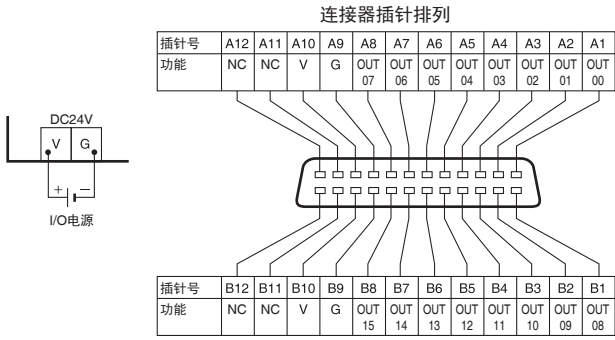 连接器插针排列
插针号 A12 A11 A10 A9 A8 A7 A6 A5 A4 A3 A2 A1
功能 NC NC V G OUT 07 OUT 06 OUT 05 OUT 04 OUT 03 OUT 02 OUT 01 OUT 00
DC24V
V G
+ −
I/O电源
插针号 B12 B11 B10 B9 B8 B7 B6 B5 B4 B3 B2 B1
功能 NC NC V G OUT 15 OUT 14 OUT 13 OUT 12 OUT 11 OUT 10 OUT 09 OUT 08